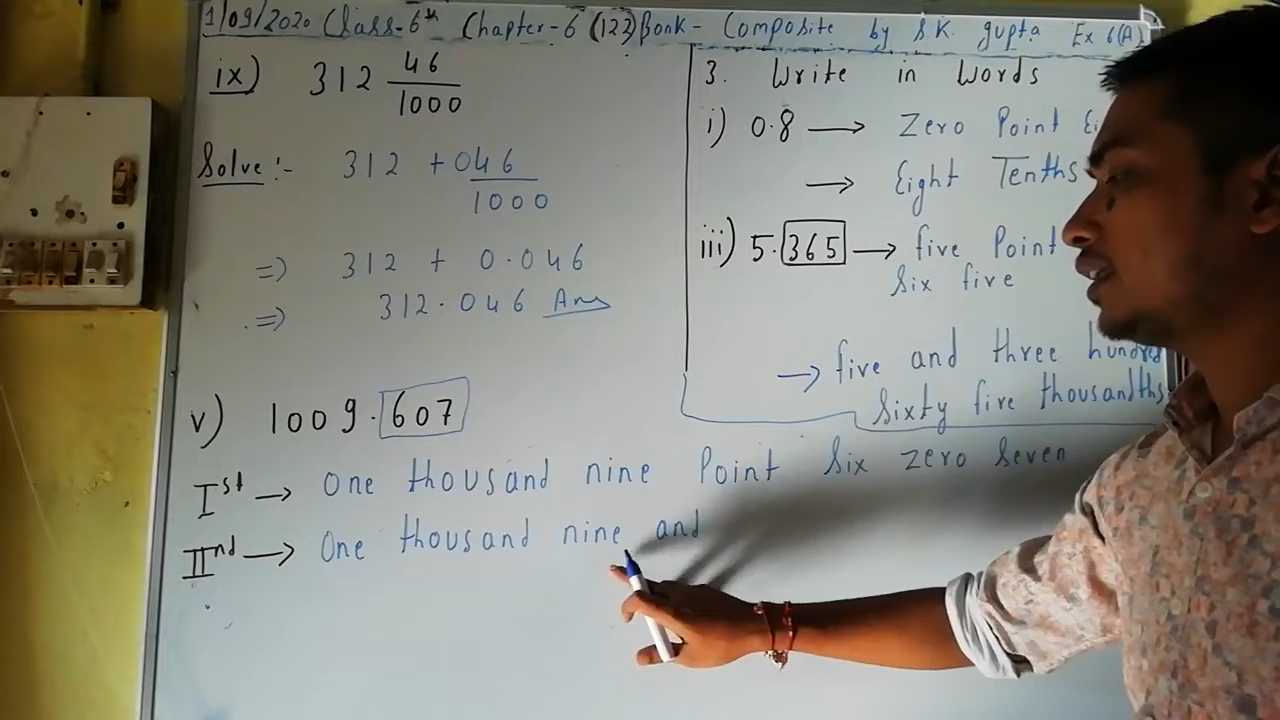 1/09/2020 Class-6th Chapter-6 (123) Book- Composite by S.K. gupta Ex 6(A)
ix) 312 46/1000
Solve:- 312 + 046/1000
=> 312 + 0.046
=> 312.046 Ans
3. Write in Words
i) 0.8 → Zero Point
→ Eight Tenths
iii) 5.365 → five Point
Six five
→ five and three hundred
Sixty five thousandths
v) 1009.607
Ist → One thousand nine Point Six zero Seven
IInd → One thousand nine and